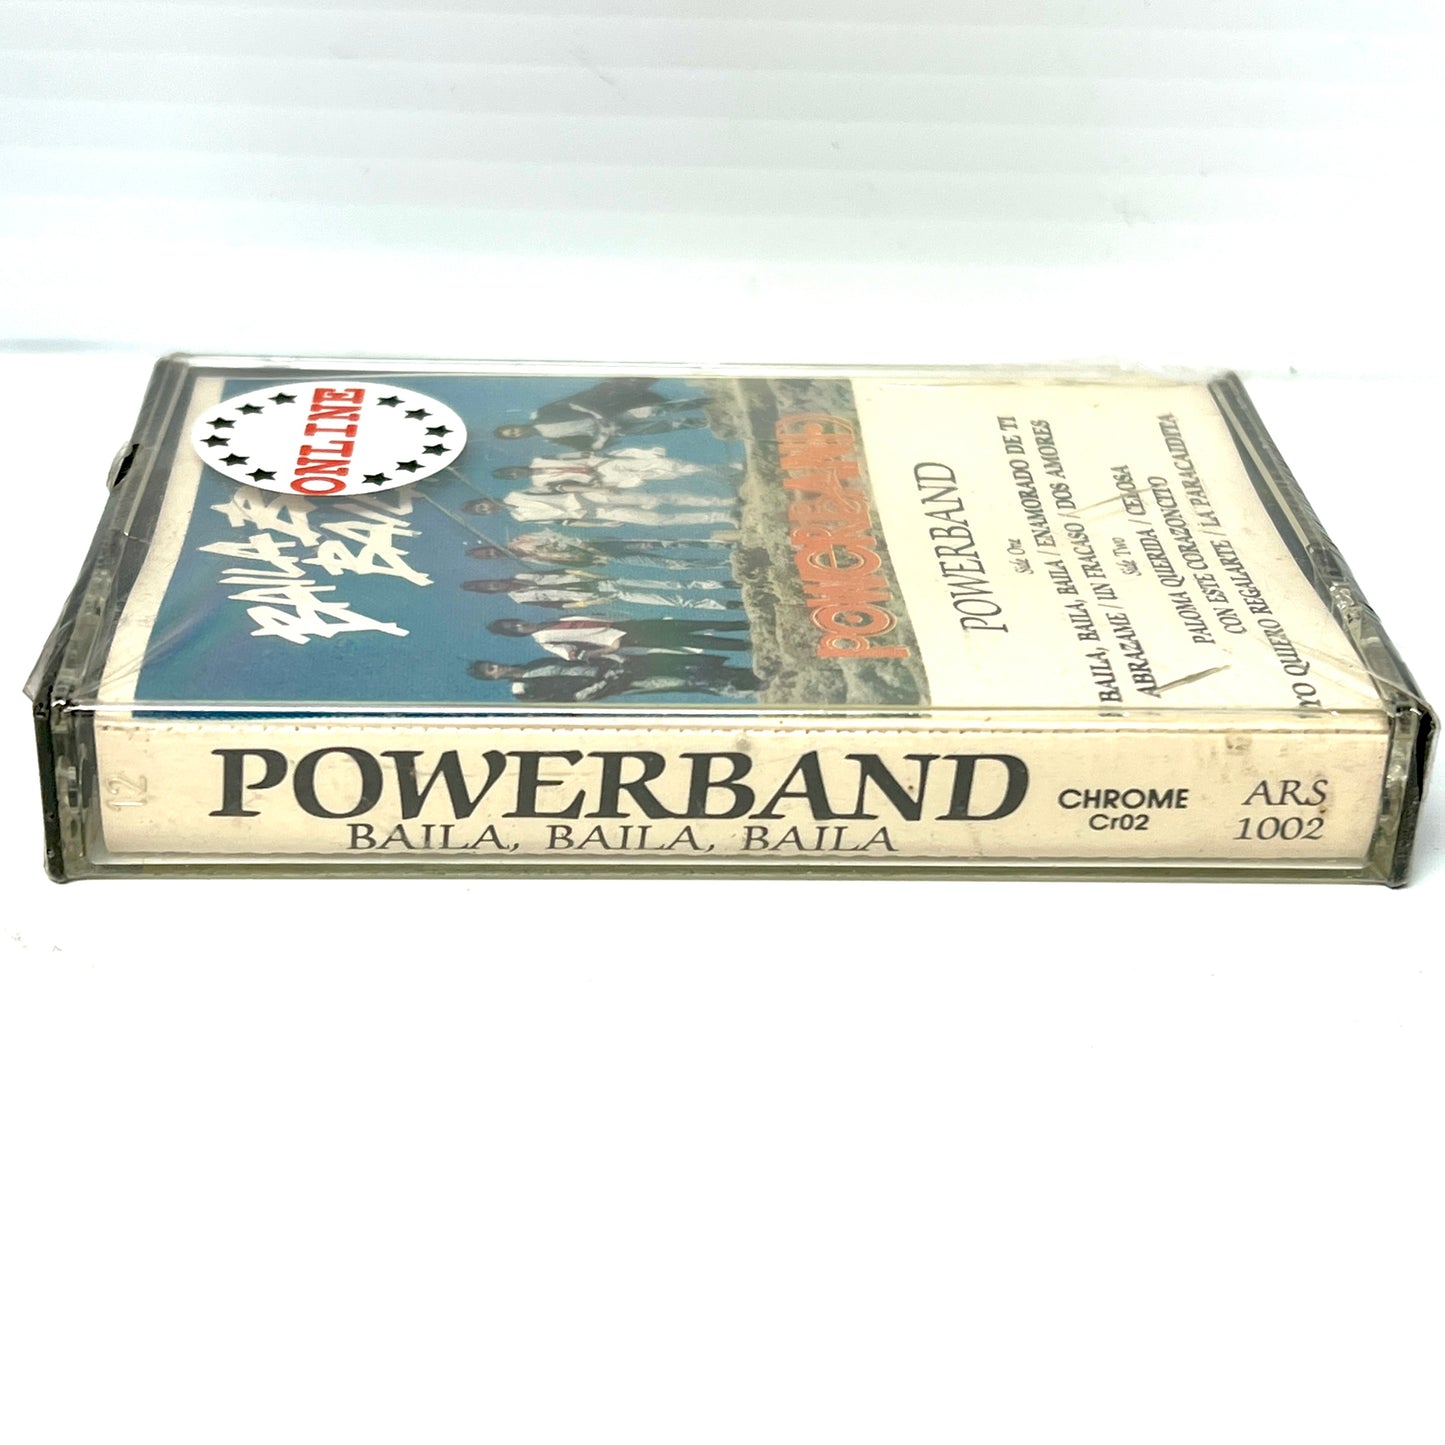 ONLINE
BAILA
BAILA
POWERBAND
POWERBAND
Side One
BAILA, BAILA, BAILA / ENAMORADO DE TI
ABRAZAME / UN FRACASO / DOS AMORES
Side Two
PALOMA QUERIDA / CELOSA
CON ESTE CORAZONCITO
YO QUIERO REGALARTE / LA PARACAIDITA
12
POWERBAND
BAILA, BAILA, BAILA
CHROME
Cr02
ARS
1002